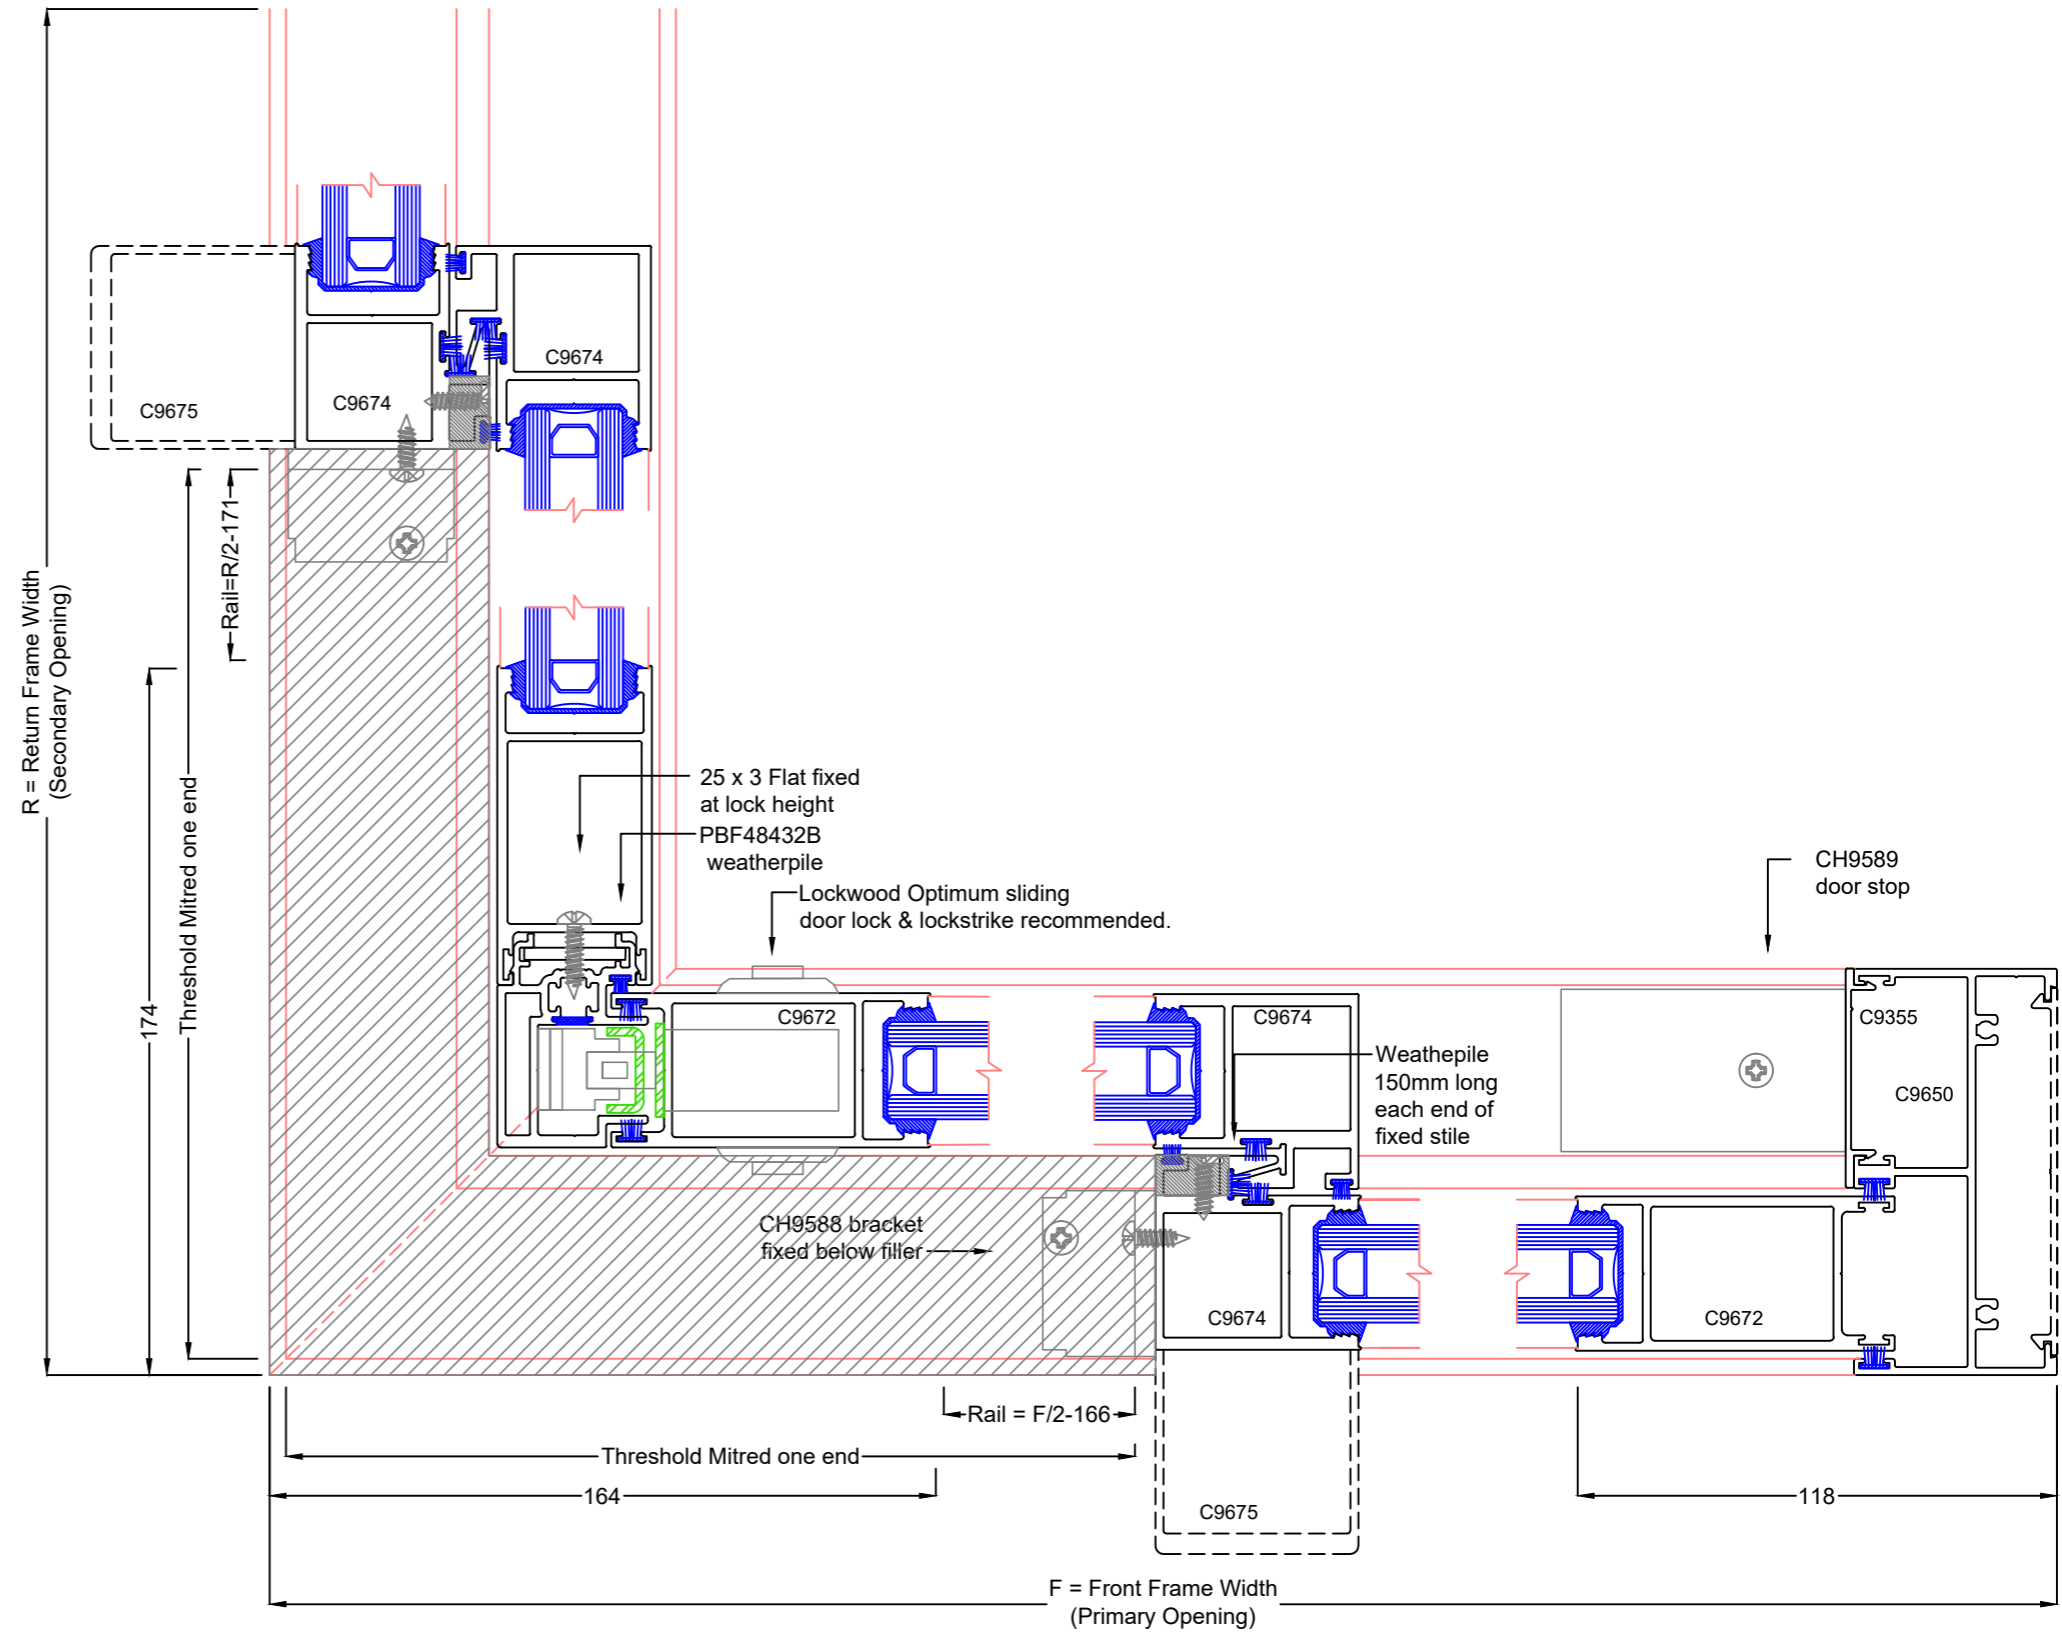 C9674
C9674
C9675
Rail=R/2-171
R = Return Frame Width
(Secondary Opening)
Threshold Mitred one end
174
25 x 3 Flat fixed
at lock height
PBF48432B
weatherpile
Lockwood Optimum sliding
door lock & lockstrike recommended.
CH9589
door stop
C9672
C9674
C9355
Weathepile
150mm long
each end of
fixed stile
C9650
CH9588 bracket
fixed below filler
C9674
C9672
Rail = F/2-166
Threshold Mitred one end
164
118
C9675
F = Front Frame Width
(Primary Opening)